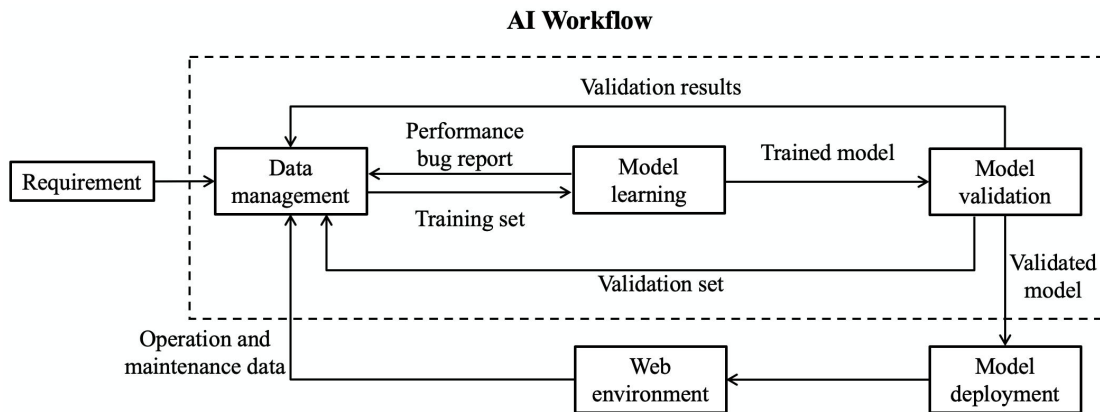 AI Workflow
Validation results
Performance
bug report
Trained model
Requirement
Data
management
Model
learning
Model
validation
Training set
Validation set
Validated
model
Operation and
maintenance data
Web
environment
Model
deployment